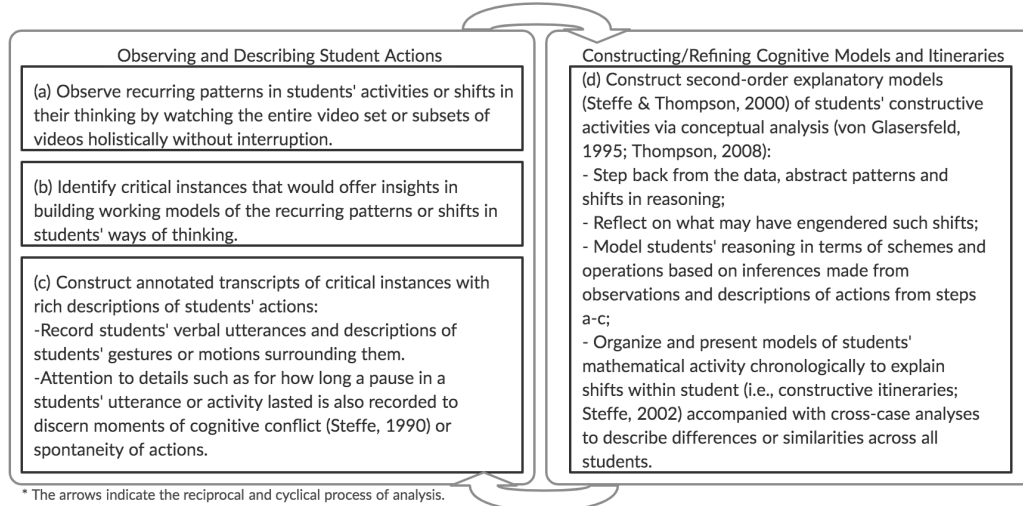 Observing and Describing Student Actions
(a) Observe recurring patterns in students' activities or shifts in
their thinking by watching the entire video set or subsets of
videos holistically without interruption.
(b) Identify critical instances that would offer insights in
building working models of the recurring patterns or shifts in
students' ways of thinking.
(c) Construct annotated transcripts of critical instances with
rich descriptions of students' actions:
-Record students' verbal utterances and descriptions of
students' gestures or motions surrounding them.
-Attention to details such as for how long a pause in a
students' utterance or activity lasted is also recorded to
discern moments of cognitive conflict (Steffe, 1990) or
spontaneity of actions.
Constructing/Refining Cognitive Models and Itineraries
(d) Construct second-order explanatory models
(Steffe & Thompson, 2000) of students' constructive
activities via conceptual analysis (von Glasersfeld,
1995; Thompson, 2008):
- Step back from the data, abstract patterns and
shifts in reasoning;
- Reflect on what may have engendered such shifts;
- Model students' reasoning in terms of schemes and
operations based on inferences made from
observations and descriptions of actions from steps
a-c;
- Organize and present models of students'
mathematical activity chronologically to explain
shifts within student (i.e., constructive itineraries;
Steffe, 2002) accompanied with cross-case analyses
to describe differences or similarities across all
students.
* The arrows indicate the reciprocal and cyclical process of analysis.